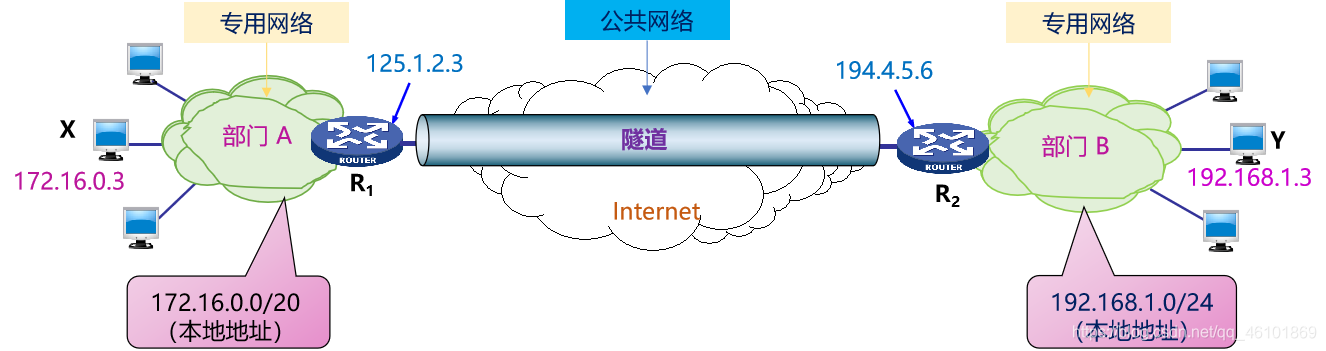 专用网络
公共网络
专用网络
125.1.2.3
194.4.5.6
X
部门 A
隧道
部门 B
Y
172.16.0.3
ROUTER
R1
ROUTER
R2
192.168.1.3
Internet
172.16.0.0/20
(本地地址)
192.168.1.0/24
(本地地址)
https://blog.csdn.net/qq_46101869